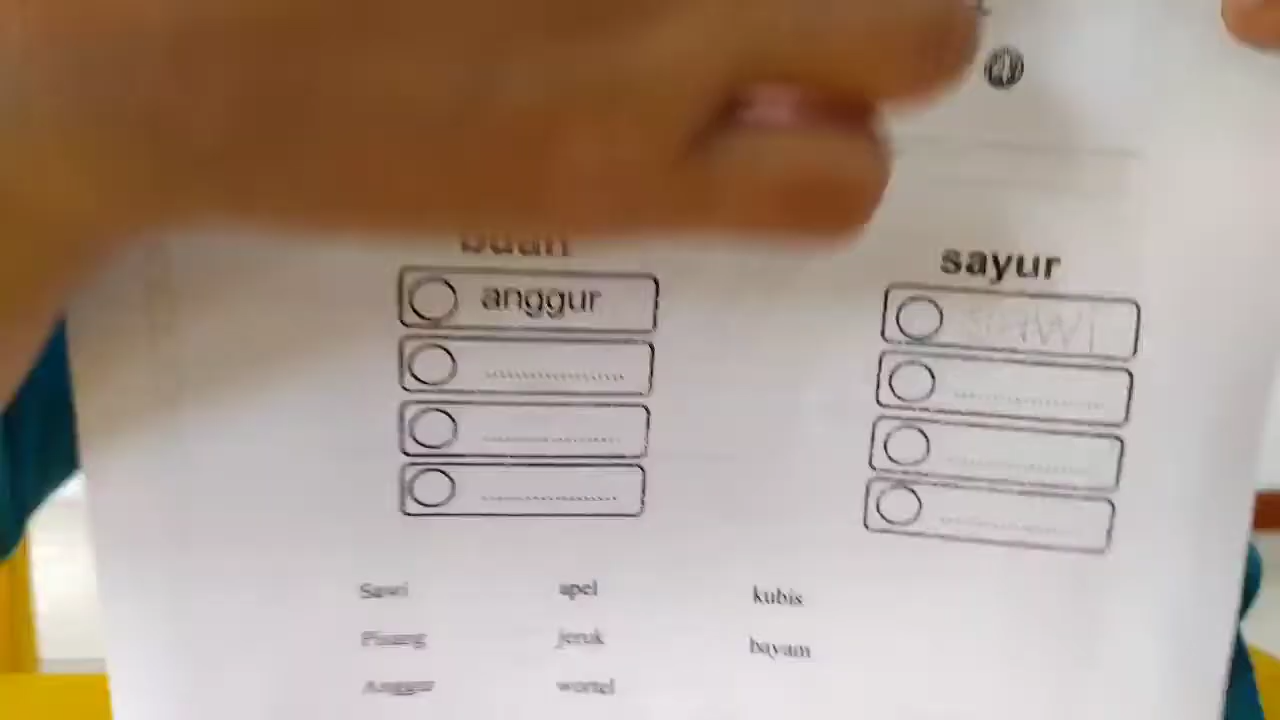 buah
sayur
anggur
SAWI
Sawi apel kubis
Pisang jeruk bayam
Anggur wortel